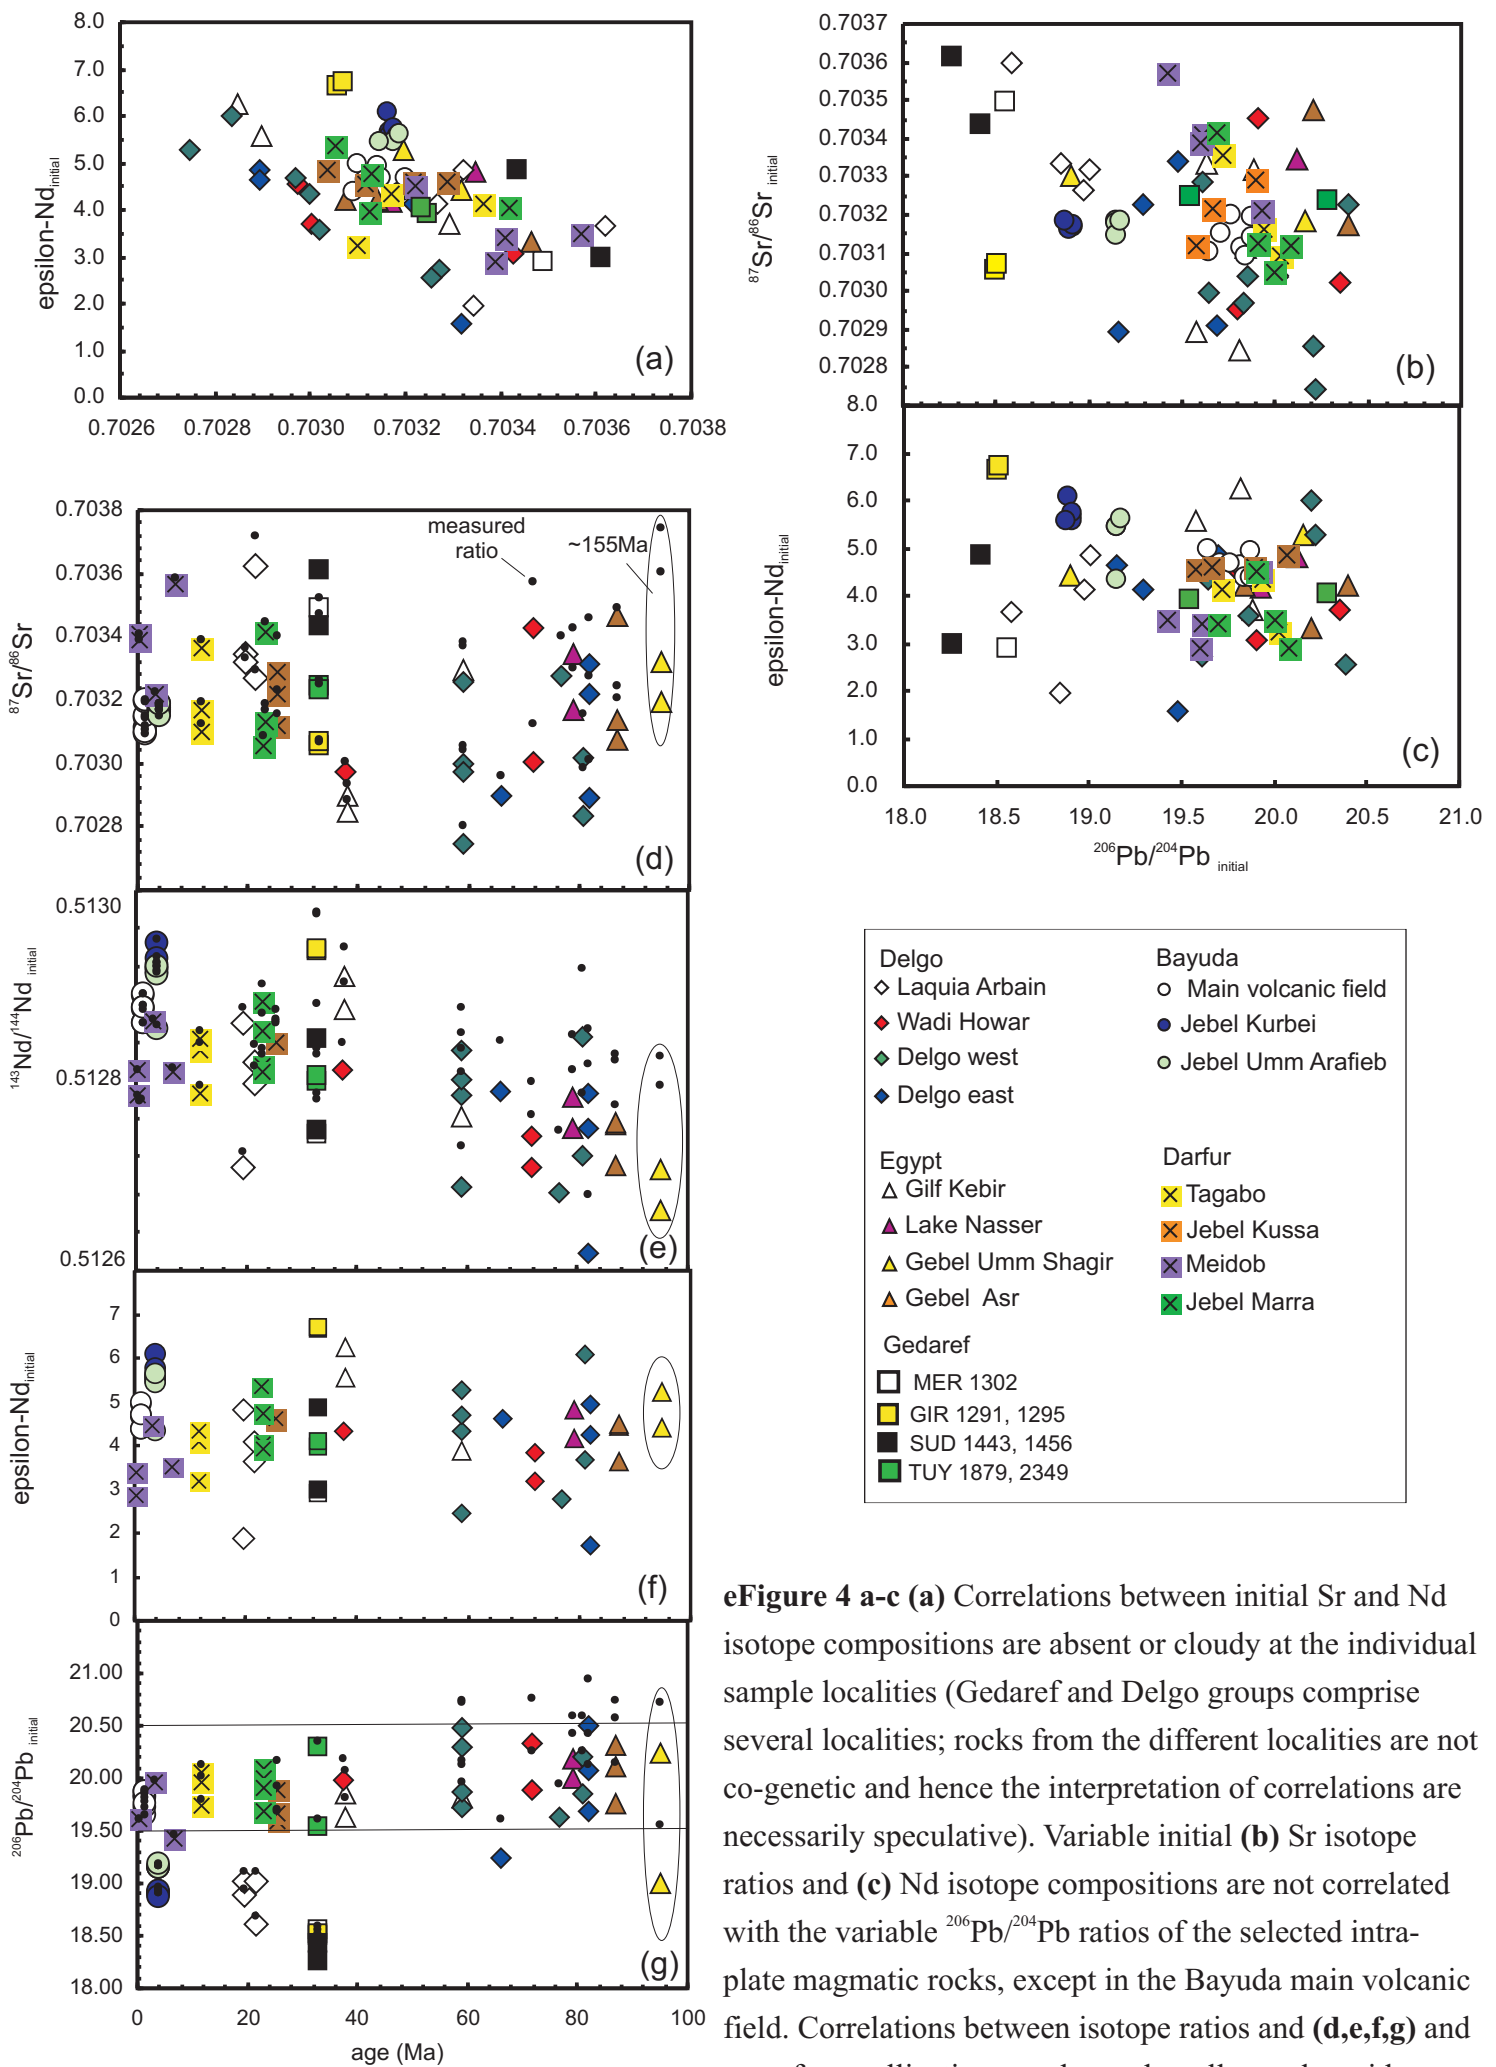 8.0
7.0
6.0
5.0
4.0
3.0
2.0
1.0
0.0
epsilon-Nd initial
(a)
0.7026 0.7028 0.7030 0.7032 0.7034 0.7036 0.7038
0.7037
0.7036
0.7035
0.7034
0.7033
0.7032
0.7031
0.7030
0.7029
0.7028
87Sr/86Sr initial
(b)
8.0
7.0
6.0
5.0
4.0
3.0
2.0
1.0
0.0
epsilon-Nd initial
(c)
18.0 18.5 19.0 19.5 20.0 20.5 21.0
206Pb/204Pb initial
0.7038
0.7036
0.7034
0.7032
0.7030
0.7028
87Sr/86Sr
measured
ratio
~155Ma
(d)
0.5130
0.5128
0.5126
143Nd/144Nd initial
(e)
7
6
5
4
3
2
1
0
epsilon-Nd initial
(f)
21.00
20.50
20.00
19.50
19.00
18.50
18.00
206Pb/204Pb initial
(g)
0 20 40 60 80 100
age (Ma)
Delgo
Laquia Arbain
Wadi Howar
Delgo west
Delgo east
Bayuda
Main volcanic field
Jebel Kurbei
Jebel Umm Arafieb
Egypt
Gilf Kebir
Lake Nasser
Gebel Umm Shagir
Gebel Asr
Darfur
Tagabo
Jebel Kussa
Meidob
Jebel Marra
Gedaref
MER 1302
GIR 1291, 1295
SUD 1443, 1456
TUY 1879, 2349
eFigure 4 a-c (a) Correlations between initial Sr and Nd
isotope compositions are absent or cloudy at the individual
sample localities (Gedaref and Delgo groups comprise
several localities; rocks from the different localities are not
co-genetic and hence the interpretation of correlations are
necessarily speculative). Variable initial (b) Sr isotope
ratios and (c) Nd isotope compositions are not correlated
with the variable 206Pb/204Pb ratios of the selected intra-
plate magmatic rocks, except in the Bayuda main volcanic
field. Correlations between isotope ratios and (d,e,f,g) and